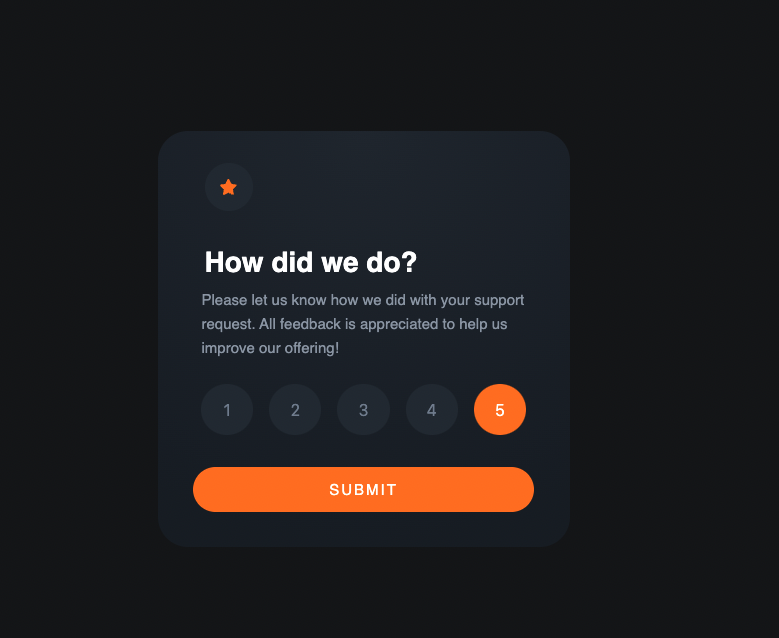 How did we do?
Please let us know how we did with your support
request. All feedback is appreciated to help us
improve our offering!
1 2 3 4 5
SUBMIT